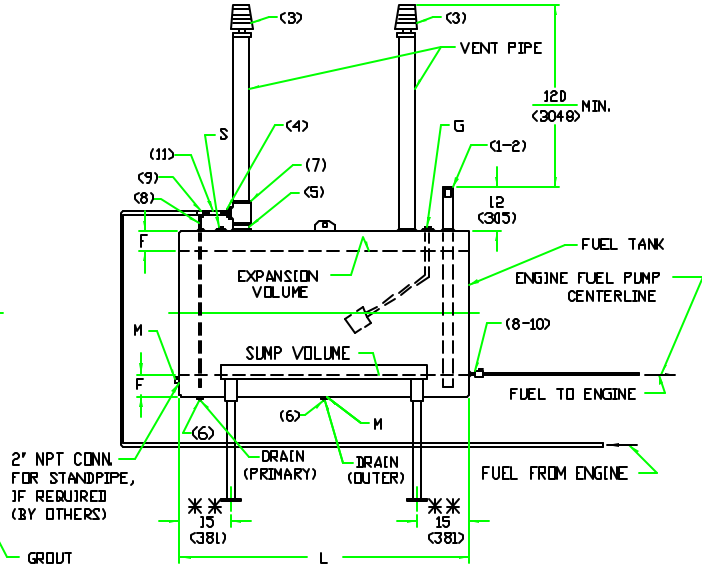 (3)
(3)
VENT PIPE
120
(3048)
MIN.
S
(4)
G
(1-2)
(11)
(7)
(9)
(8)
(5)
12
(305)
F
FUEL TANK
EXPANSION
VOLUME
ENGINE FUEL PUMP
CENTERLINE
M
SUMP VOLUME
(8-10)
F
FUEL TO ENGINE
(6)
(6)
M
2" NPT CONN.
FOR STANDPIPE,
IF REQUIRED
(BY OTHERS)
DRAIN
(PRIMARY)
DRAIN
(OUTER)
FUEL FROM ENGINE
**
15
(381)
**
15
(381)
L
GROUT